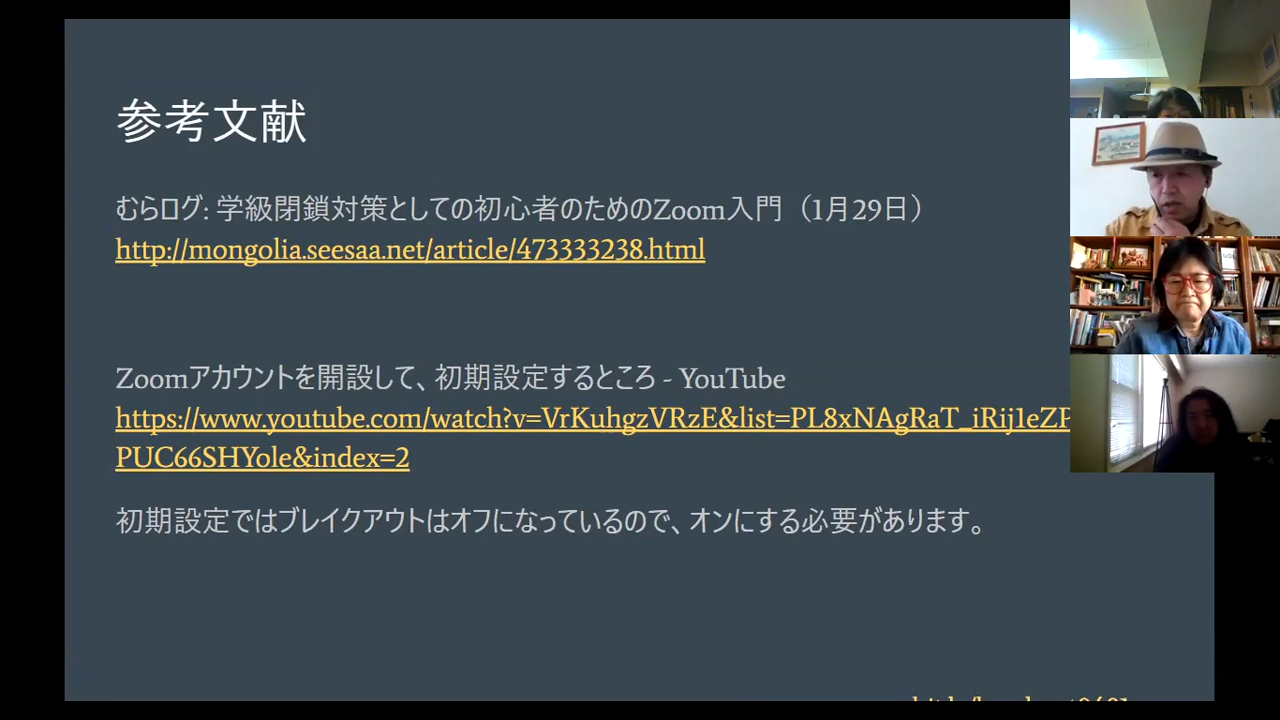 参考文献
むらログ: 学級閉鎖対策としての初心者のためのZoom入門（1月29日）
http://mongolia.seesaa.net/article/473333238.html
Zoomアカウントを開設して、初期設定するところ - YouTube
https://www.youtube.com/watch?v=VrKuhgzVRzE&list=PL8xNAgRaT_iRij1eZP
PUC66SHYole&index=2
初期設定ではブレイクアウトはオフになっているので、オンにする必要があります。